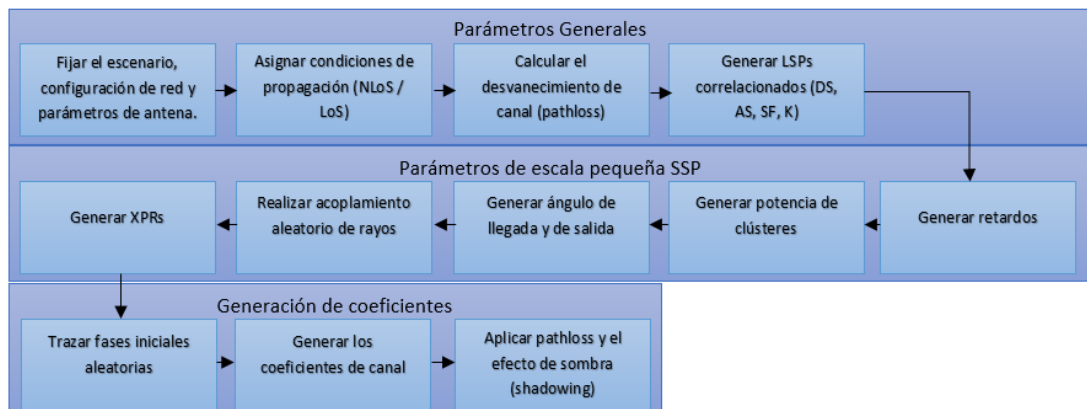 Parámetros Generales
Fijar el escenario,
configuración de red y
parámetros de antena.
Asignar condiciones de
propagación (NLoS /
LoS)
Calcular el
desvanecimiento de
canal (pathloss)
Generar LSPs
correlacionados (DS,
AS, SF, K)
Parámetros de escala pequeña SSP
Generar XPRs
Realizar acoplamiento
aleatorio de rayos
Generar ángulo de
llegada y de salida
Generar potencia de
clústeres
Generar retardos
Generación de coeficientes
Trazar fases iniciales
aleatorias
Generar los
coeficientes de canal
Aplicar pathloss y el
efecto de sombra
(shadowing)